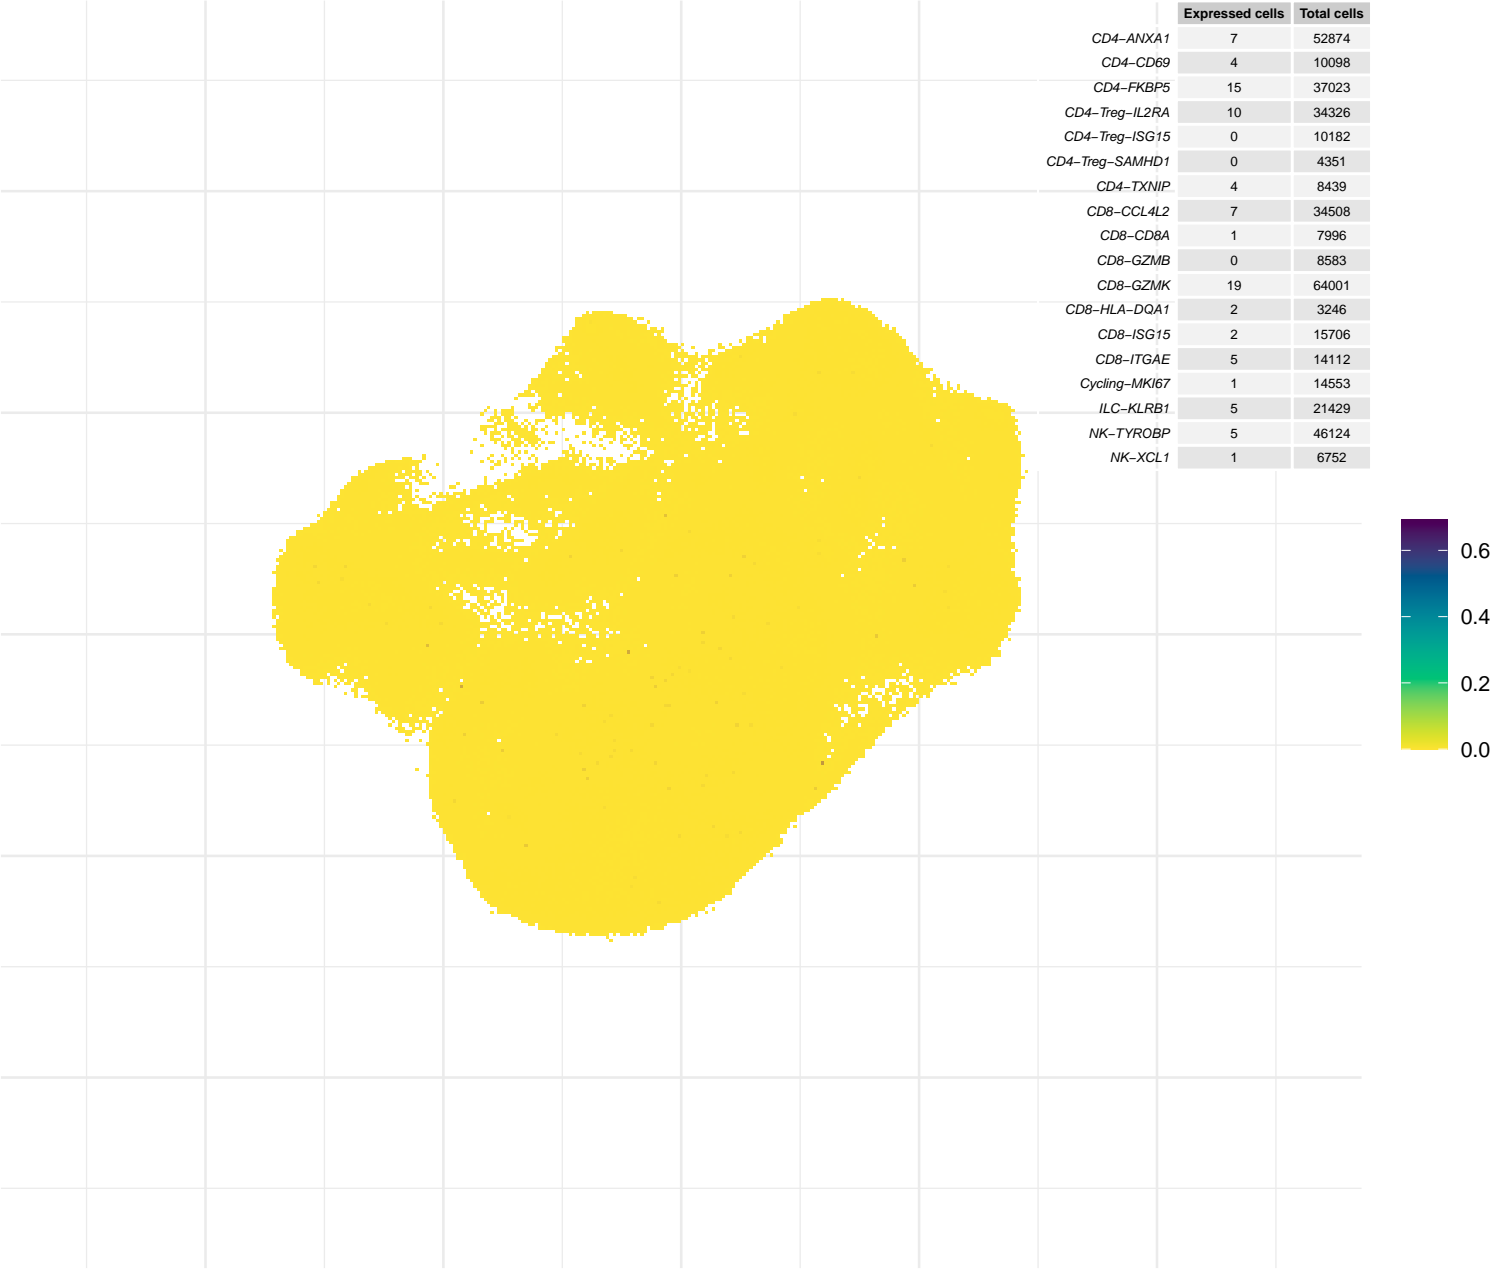 Expressed cells Total cells
CD4−ANXA1 7 52874
CD4−CD69 4 10098
CD4−FKBP5 15 37023
CD4−Treg−IL2RA 10 34326
CD4−Treg−ISG15 0 10182
CD4−Treg−SAMHD1 0 4351
CD4−TXNIP 4 8439
CD8−CCL4L2 7 34508
CD8−CD8A 1 7996
CD8−GZMB 0 8583
CD8−GZMK 19 64001
CD8−HLA−DQA1 2 3246
CD8−ISG15 2 15706
CD8−ITGAE 5 14112
Cycling−MKI67 1 14553
ILC−KLRB1 5 21429
NK−TYROBP 5 46124
NK−XCL1 1 6752
0.6
0.4
0.2
0.0